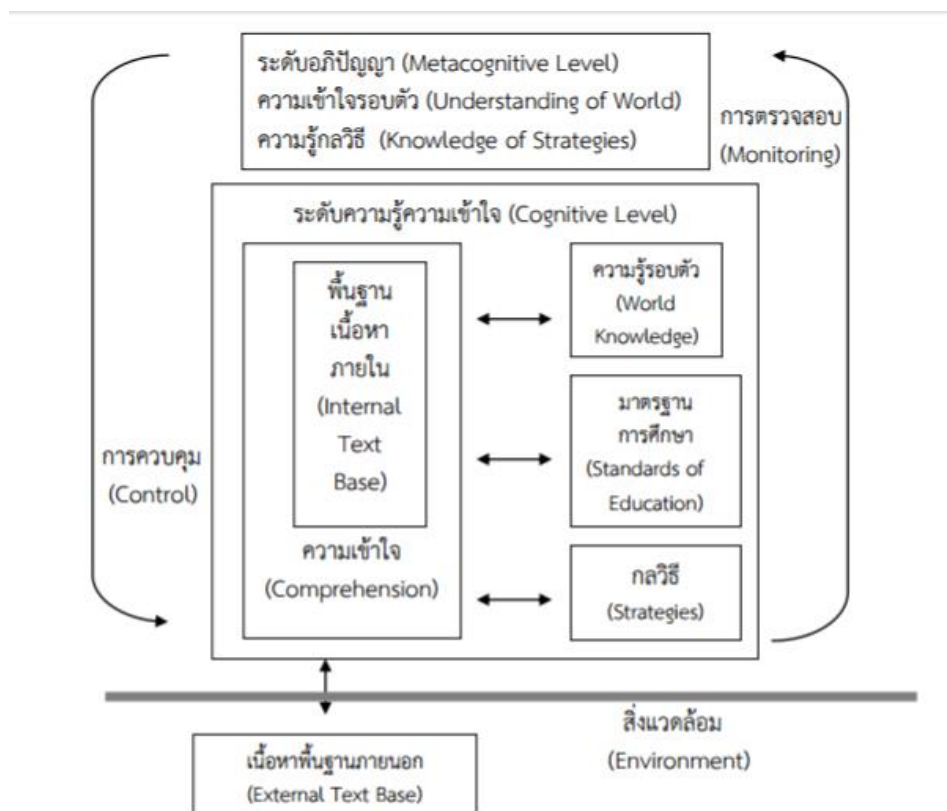 ระดับอภิปัญญา (Metacognitive Level)
ความเข้าใจรอบตัว (Understanding of World)
ความรู้กลวิธี (Knowledge of Strategies)
การตรวจสอบ
(Monitoring)
ระดับความรู้ความเข้าใจ (Cognitive Level)
พื้นฐาน
เนื้อหา
ภายใน
(Internal
Text
Base)
ความเข้าใจ
(Comprehension)
ความรู้รอบตัว
(World
Knowledge)
มาตรฐาน
การศึกษา
(Standards of
Education)
กลวิธี
(Strategies)
การควบคุม
(Control)
สิ่งแวดล้อม
(Environment)
เนื้อหาพื้นฐานภายนอก
(External Text Base)